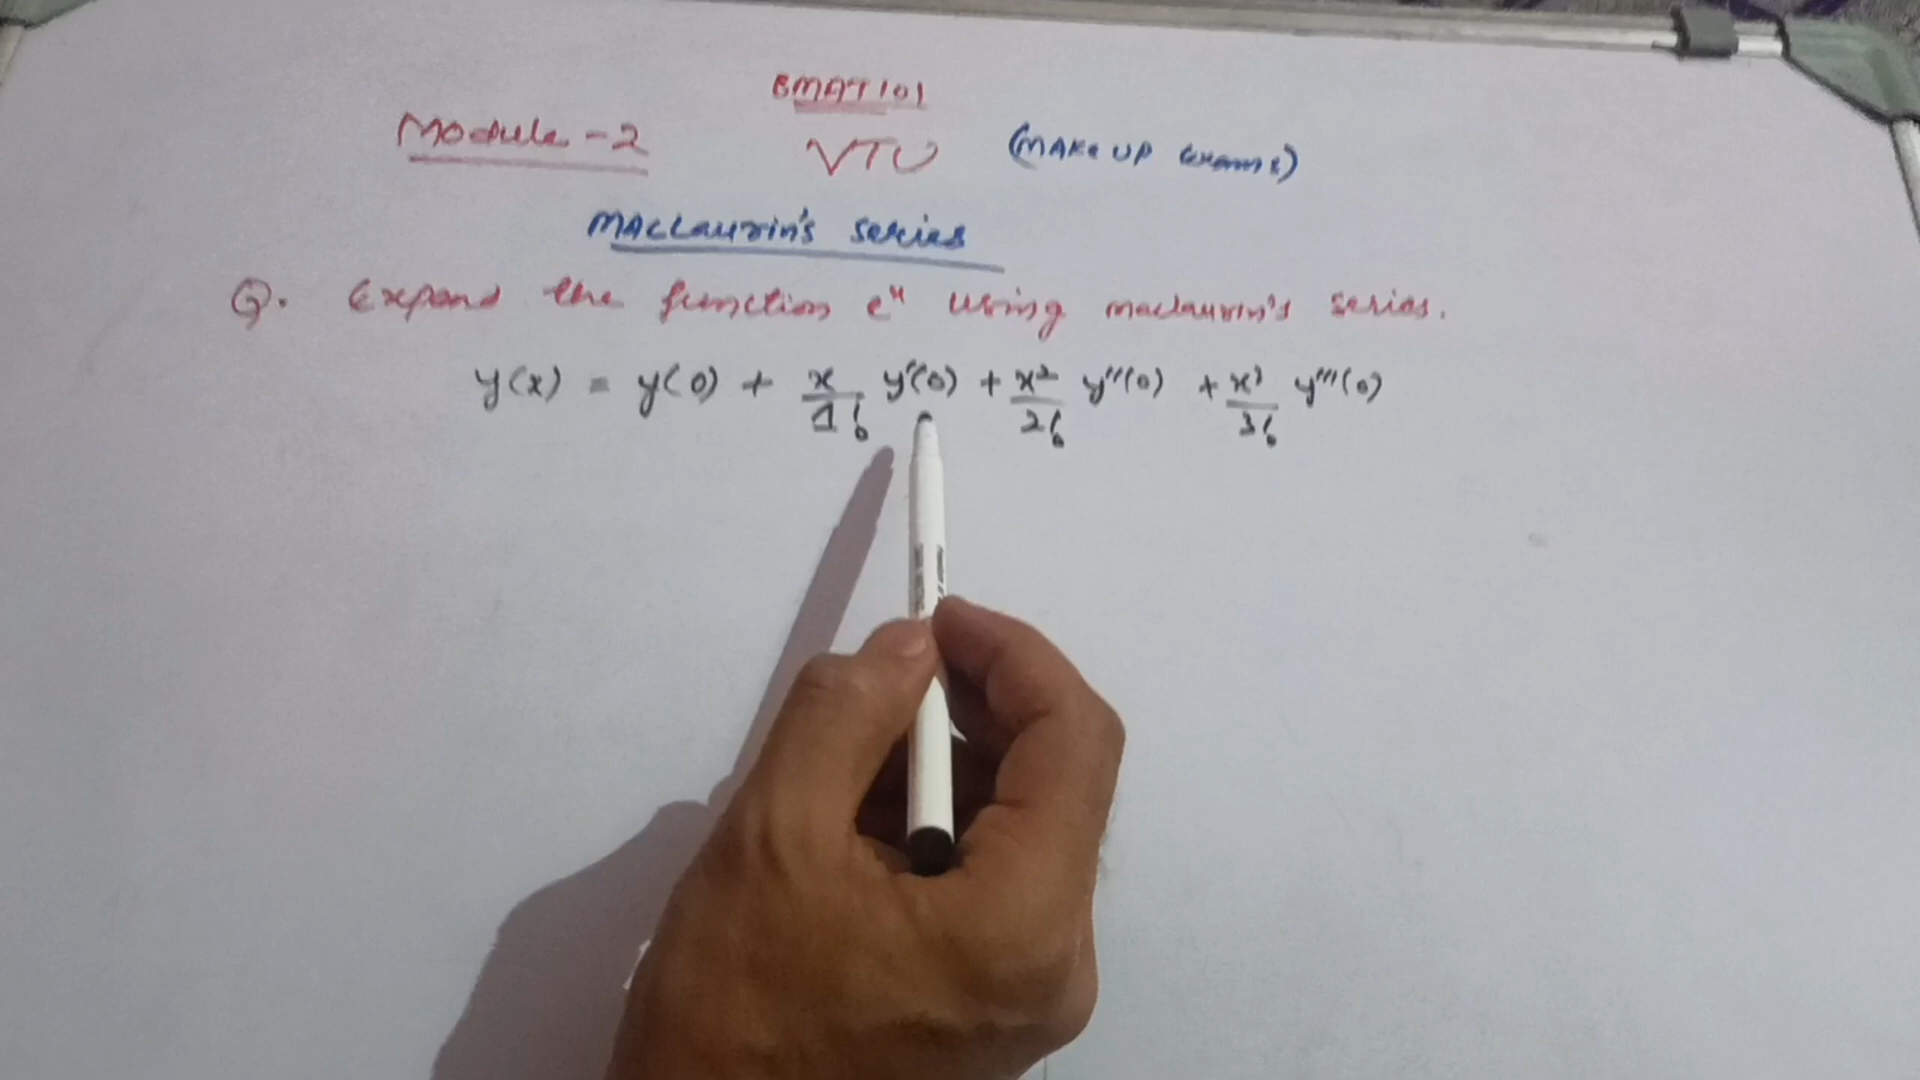 BMAT101
Module-2 VTU (MAKE UP Exams)
MACLaurin's series
Q. Expand the function e^x using maclaurin's series.
y(x) = y(0) + x/1! y'(0) + x²/2! y''(0) + x³/3! y'''(0)